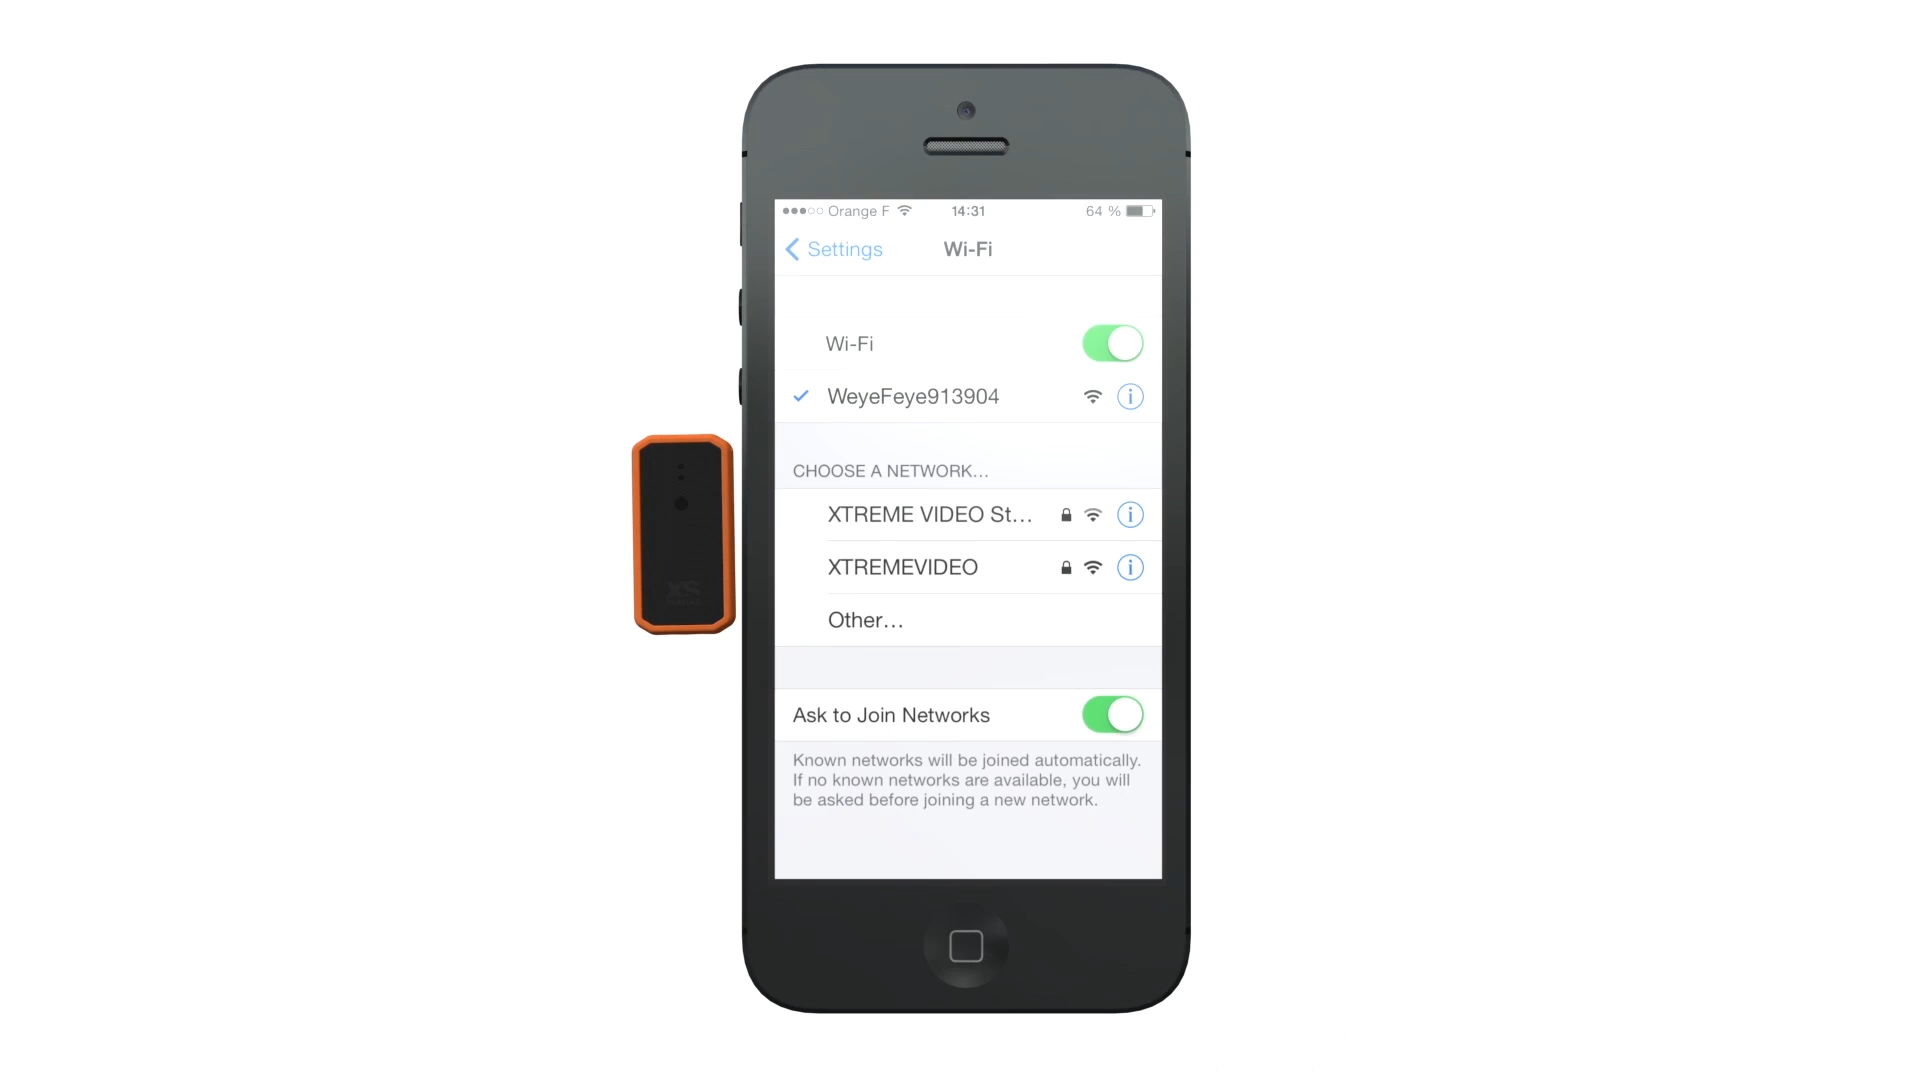 Orange F 14:31 64 %
Settings Wi-Fi
Wi-Fi
WeyeFeye913904
CHOOSE A NETWORK...
XTREME VIDEO St...
XTREMEVIDEO
Other...
Ask to Join Networks
Known networks will be joined automatically.
If no known networks are available, you will
be asked before joining a new network.
XS